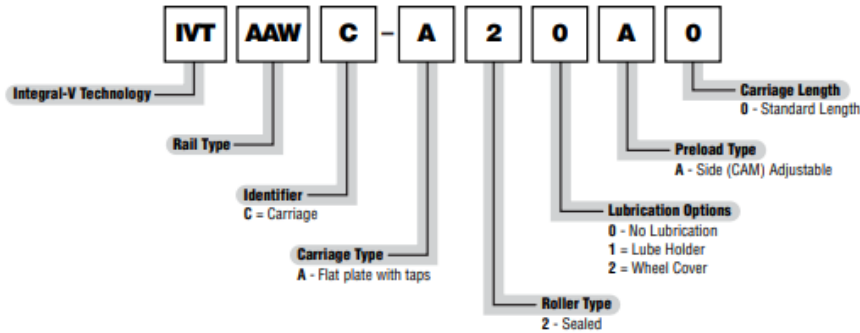 IVT AAW C - A 2 0 A 0
Integral-V Technology
Carriage Length
0 - Standard Length
Rail Type
Preload Type
A - Side (CAM) Adjustable
Identifier
C = Carriage
Lubrication Options
0 - No Lubrication
1 = Lube Holder
2 = Wheel Cover
Carriage Type
A - Flat plate with taps
Roller Type
2 - Sealed